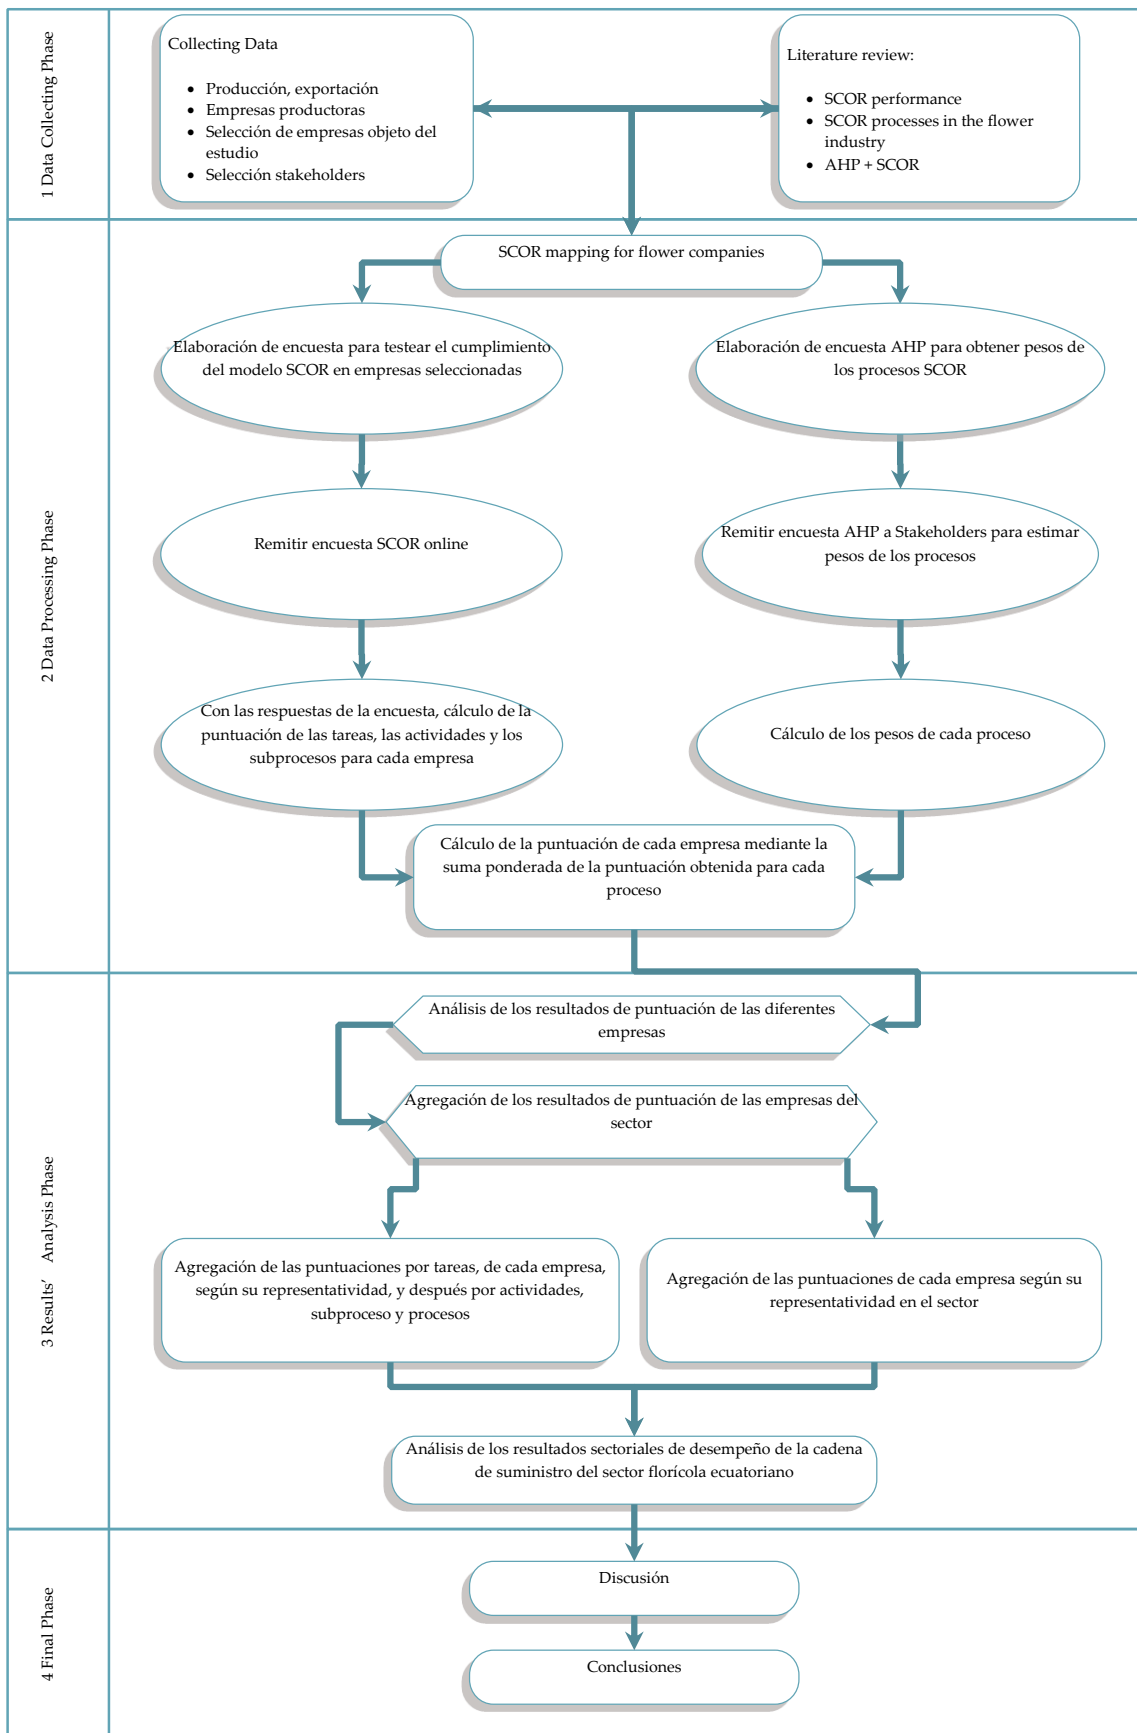 1 Data Collecting Phase
Collecting Data
• Producción, exportación
• Empresas productoras
• Selección de empresas objeto del
estudio
• Selección stakeholders
Literature review:
• SCOR performance
• SCOR processes in the flower
industry
• AHP + SCOR
2 Data Processing Phase
SCOR mapping for flower companies
Elaboración de encuesta para testear el cumplimiento
del modelo SCOR en empresas seleccionadas
Elaboración de encuesta AHP para obtener pesos de
los procesos SCOR
Remitir encuesta SCOR online
Remitir encuesta AHP a Stakeholders para estimar
pesos de los procesos
Con las respuestas de la encuesta, cálculo de la
puntuación de las tareas, las actividades y los
subprocesos para cada empresa
Cálculo de los pesos de cada proceso
Cálculo de la puntuación de cada empresa mediante la
suma ponderada de la puntuación obtenida para cada
proceso
3 Results’ Analysis Phase
Análisis de los resultados de puntuación de las diferentes
empresas
Agregación de los resultados de puntuación de las empresas del
sector
Agregación de las puntuaciones por tareas, de cada empresa,
según su representatividad, y después por actividades,
subproceso y procesos
Agregación de las puntuaciones de cada empresa según su
representatividad en el sector
Análisis de los resultados sectoriales de desempeño de la cadena
de suministro del sector florícola ecuatoriano
4 Final Phase
Discusión
Conclusiones